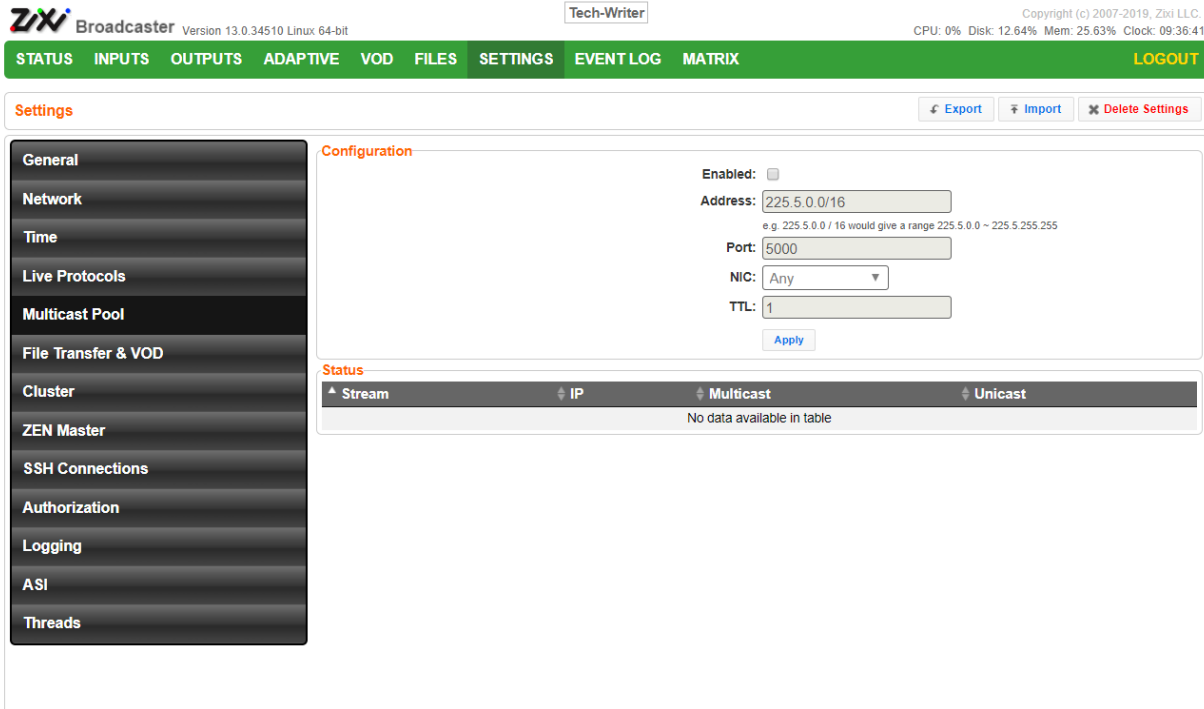 Zixi Broadcaster Version 13.0.34510 Linux 64-bit
Tech-Writer
Copyright (c) 2007-2019, Zixi LLC.
CPU: 0% Disk: 12.64% Mem: 25.63% Clock: 09:36:41
STATUS INPUTS OUTPUTS ADAPTIVE VOD FILES SETTINGS EVENT LOG MATRIX LOGOUT
Settings
Export Import Delete Settings
General
Network
Time
Live Protocols
Multicast Pool
File Transfer & VOD
Cluster
ZEN Master
SSH Connections
Authorization
Logging
ASI
Threads
Configuration
Enabled:
Address: 225.5.0.0/16
e.g. 225.5.0.0 / 16 would give a range 225.5.0.0 ~ 225.5.255.255
Port: 5000
NIC: Any
TTL: 1
Apply
Status
Stream IP Multicast Unicast
No data available in table